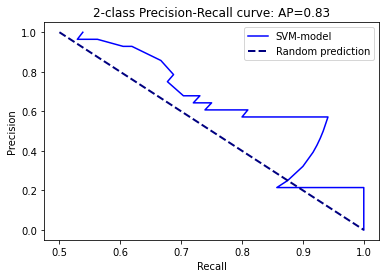 2-class Precision-Recall curve: AP=0.83
SVM-model
Random prediction
Precision
1.0
0.8
0.6
0.4
0.2
0.0
0.5 0.6 0.7 0.8 0.9 1.0
Recall